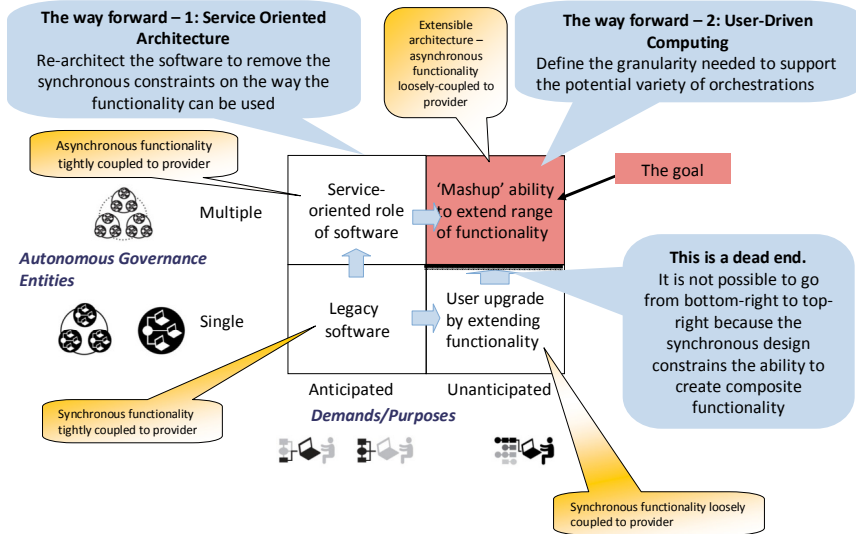 The way forward – 1: Service Oriented
Architecture
Re-architect the software to remove the
synchronous constraints on the way the
functionality can be used
Extensible
architecture –
asynchronous
functionality
loosely-coupled to
provider
The way forward – 2: User-Driven
Computing
Define the granularity needed to support
the potential variety of orchestrations
Asynchronous functionality
tightly coupled to provider
The goal
Multiple
Service-
oriented role
of software
‘Mashup’ ability
to extend range
of functionality
Autonomous Governance
Entities
This is a dead end.
It is not possible to go
from bottom-right to top-
right because the
synchronous design
constrains the ability to
create composite
functionality
Single
Legacy
software
User upgrade
by extending
functionality
Anticipated
Unanticipated
Demands/Purposes
Synchronous functionality
tightly coupled to provider
Synchronous functionality loosely
coupled to provider